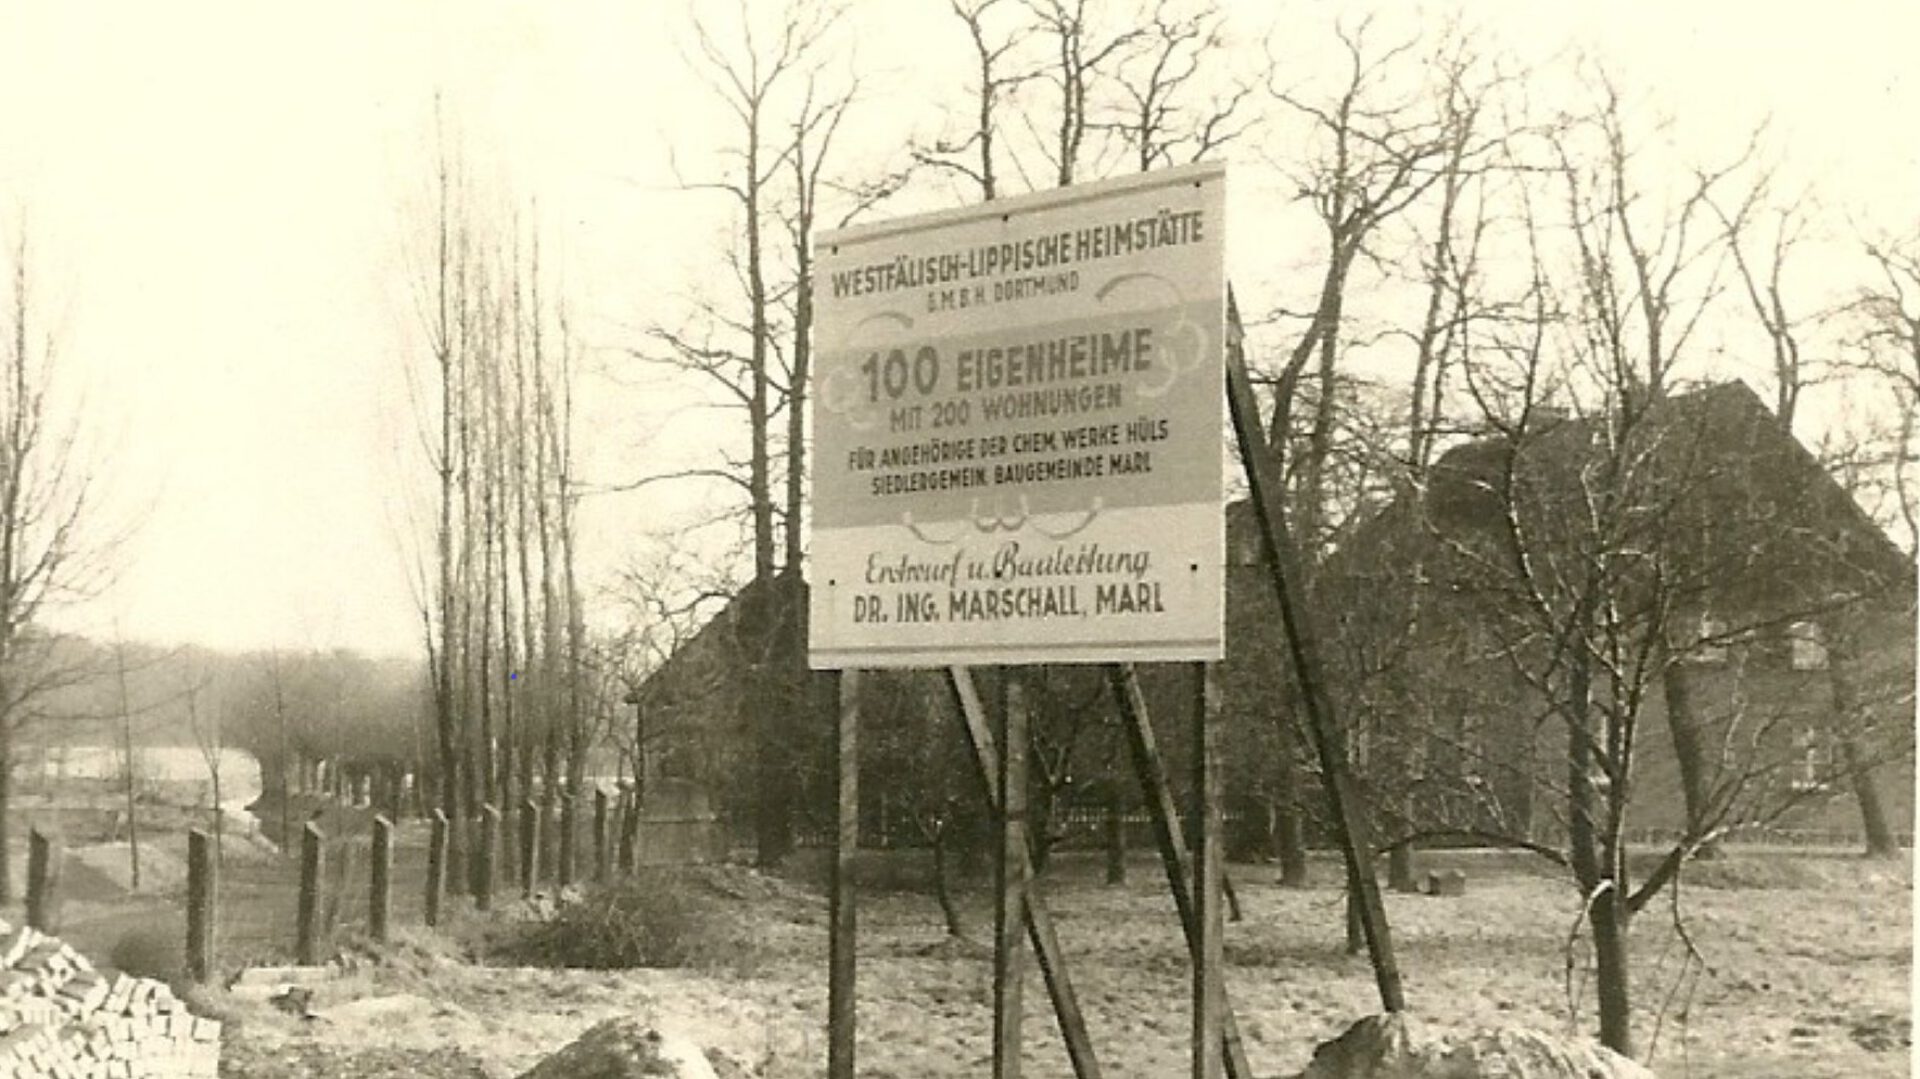 WESTFÄLISCH-LIPPISCHE HEIMSTÄTTE
G.M.B.H. DORTMUND
100 EIGENHEIME
MIT 200 WOHNUNGEN
FÜR ANGEHÖRIGE DER CHEM. WERKE HÜLS
SIEDLERGEMEIN. BAUGEMEINDE MARL
Entwurf u. Bauleitung
DR. ING. MARSCHALL, MARL